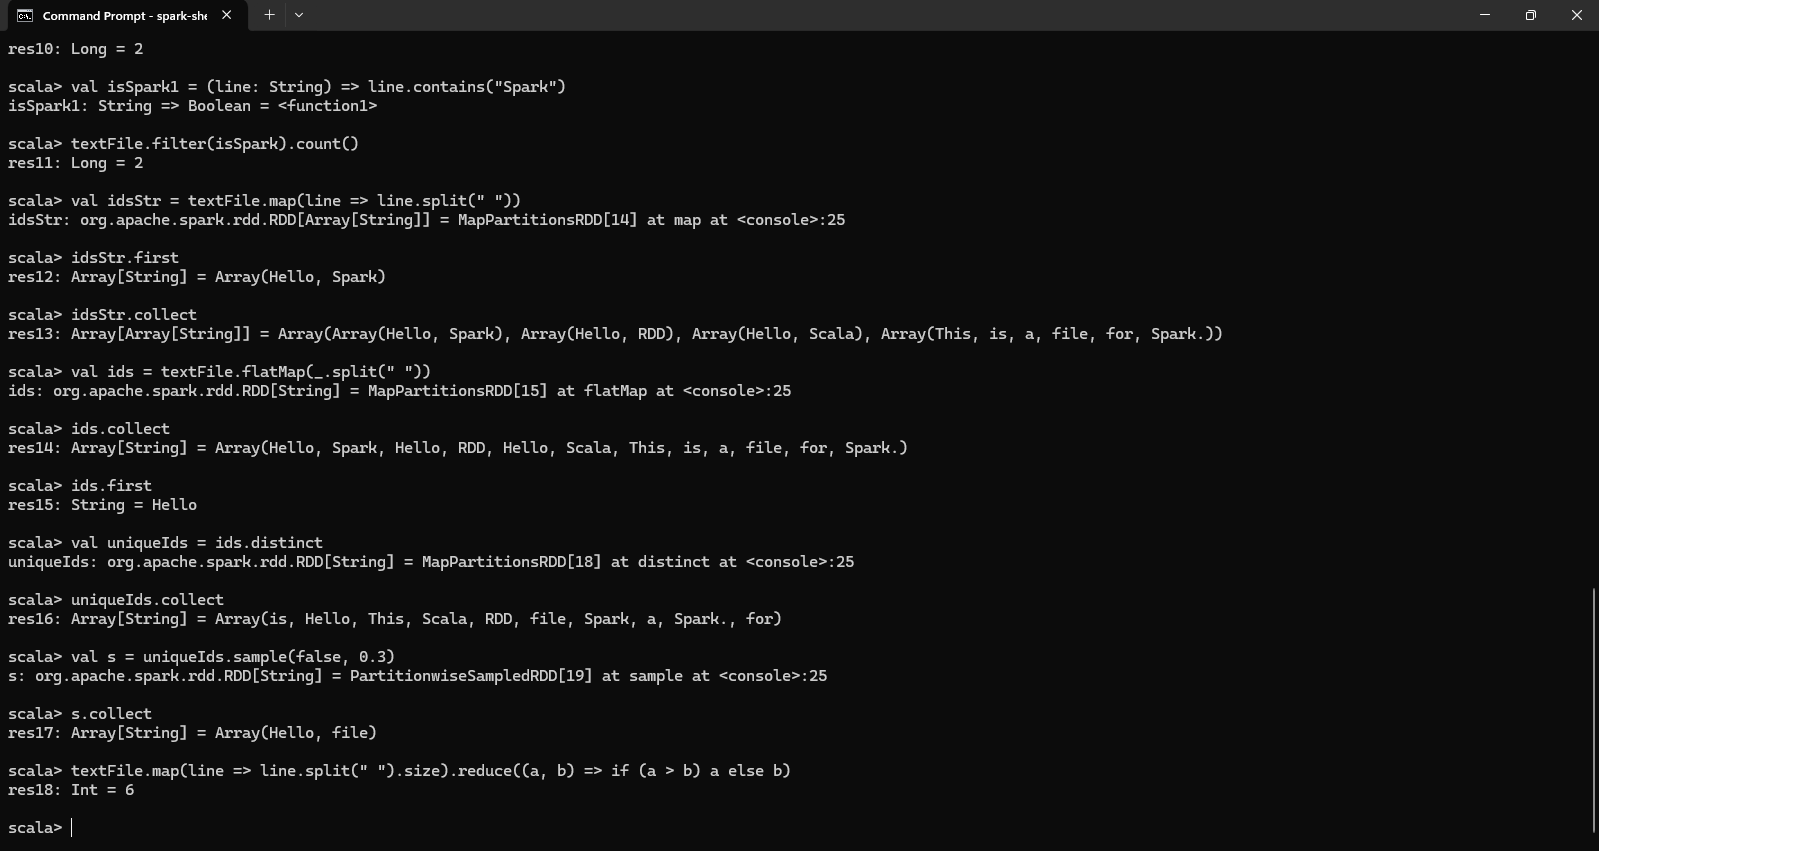 Command Prompt - spark-she
res10: Long = 2
scala> val isSpark1 = (line: String) => line.contains("Spark")
isSpark1: String => Boolean = <function1>
scala> textFile.filter(isSpark).count()
res11: Long = 2
scala> val idsStr = textFile.map(line => line.split(" "))
idsStr: org.apache.spark.rdd.RDD[Array[String]] = MapPartitionsRDD[14] at map at <console>:25
scala> idsStr.first
res12: Array[String] = Array(Hello, Spark)
scala> idsStr.collect
res13: Array[Array[String]] = Array(Array(Hello, Spark), Array(Hello, RDD), Array(Hello, Scala), Array(This, is, a, file, for, Spark.))
scala> val ids = textFile.flatMap(_.split(" "))
ids: org.apache.spark.rdd.RDD[String] = MapPartitionsRDD[15] at flatMap at <console>:25
scala> ids.collect
res14: Array[String] = Array(Hello, Spark, Hello, RDD, Hello, Scala, This, is, a, file, for, Spark.)
scala> ids.first
res15: String = Hello
scala> val uniqueIds = ids.distinct
uniqueIds: org.apache.spark.rdd.RDD[String] = MapPartitionsRDD[18] at distinct at <console>:25
scala> uniqueIds.collect
res16: Array[String] = Array(is, Hello, This, Scala, RDD, file, Spark, a, Spark., for)
scala> val s = uniqueIds.sample(false, 0.3)
s: org.apache.spark.rdd.RDD[String] = PartitionwiseSampledRDD[19] at sample at <console>:25
scala> s.collect
res17: Array[String] = Array(Hello, file)
scala> textFile.map(line => line.split(" ").size).reduce((a, b) => if (a > b) a else b)
res18: Int = 6
scala>